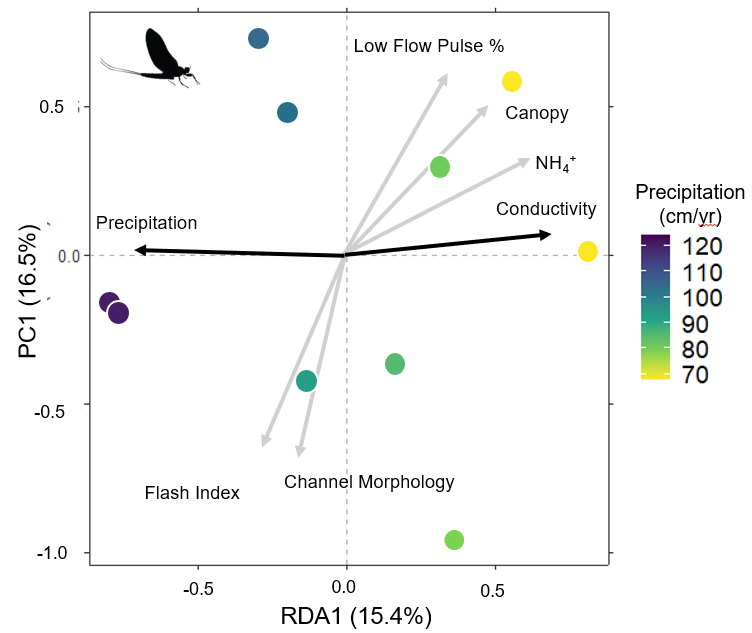 Low Flow Pulse %
Canopy
NH₄⁺
Conductivity
Precipitation
Flash Index
Channel Morphology
0.5
0.0
-0.5
-1.0
PC1 (16.5%)
-0.5
0.0
0.5
RDA1 (15.4%)
Precipitation
(cm/yr)
120
110
100
90
80
70